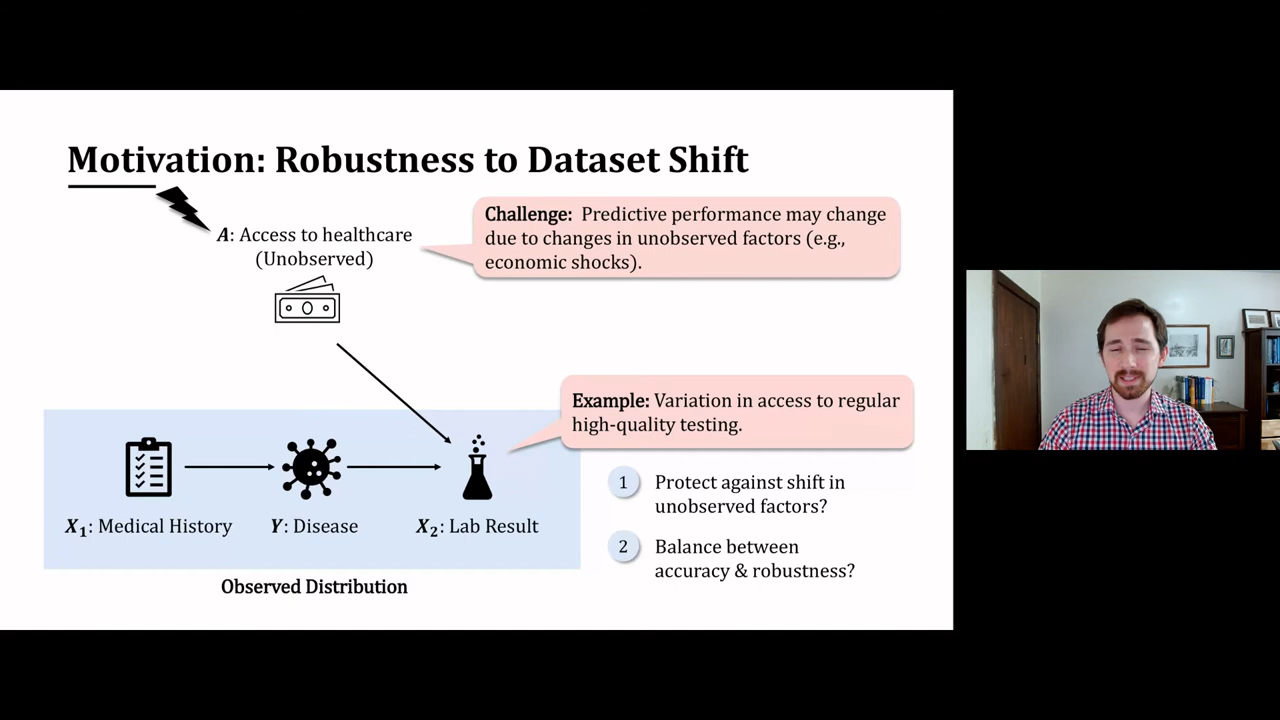 Motivation: Robustness to Dataset Shift
A: Access to healthcare
(Unobserved)
Challenge: Predictive performance may change
due to changes in unobserved factors (e.g.,
economic shocks).
Example: Variation in access to regular
high-quality testing.
X₁: Medical History
Y: Disease
X₂: Lab Result
Observed Distribution
1 Protect against shift in
unobserved factors?
2 Balance between
accuracy & robustness?